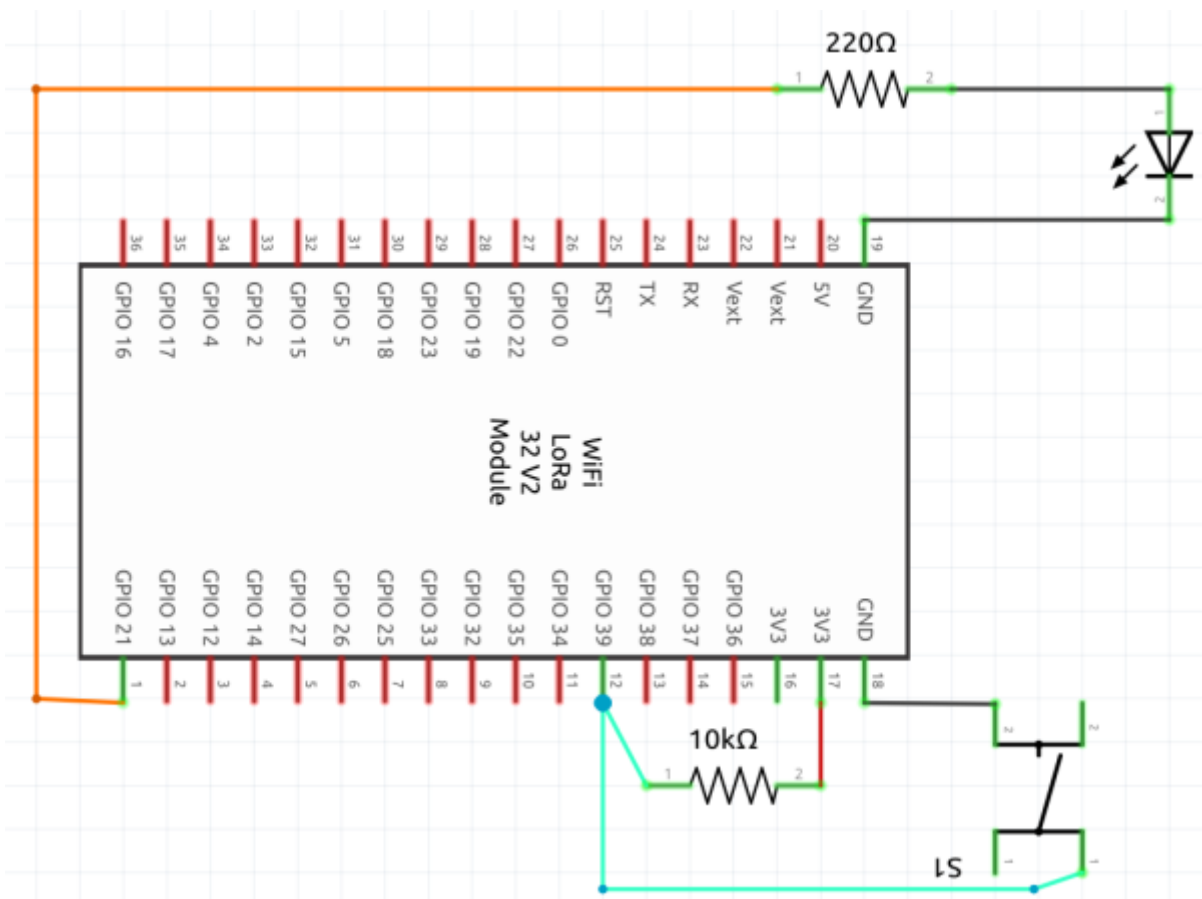 220Ω
1
2
1
2
36
35
34
33
32
31
30
29
28
27
26
25
24
23
22
21
20
19
GPIO 16
GPIO 17
GPIO 4
GPIO 2
GPIO 15
GPIO 5
GPIO 18
GPIO 23
GPIO 19
GPIO 22
GPIO 0
RST
TX
RX
Vext
Vext
5V
GND
WiFi
LoRa
32 V2
Module
GPIO 21
GPIO 13
GPIO 12
GPIO 14
GPIO 27
GPIO 26
GPIO 25
GPIO 33
GPIO 32
GPIO 35
GPIO 34
GPIO 39
GPIO 38
GPIO 37
GPIO 36
3V3
3V3
GND
1
2
3
4
5
6
7
8
9
10
11
12
13
14
15
16
17
18
10kΩ
1
2
2
2
S1
1
1